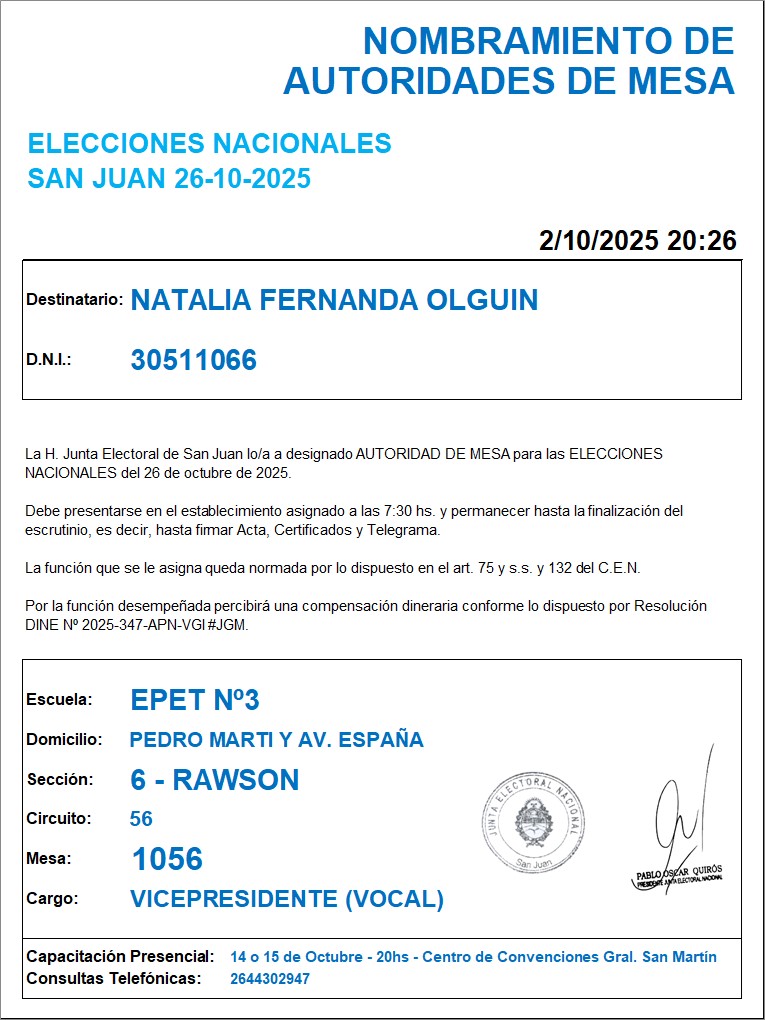 NOMBRAMIENTO DE
AUTORIDADES DE MESA
ELECCIONES NACIONALES
SAN JUAN 26-10-2025
2/10/2025 20:26
Destinatario: NATALIA FERNANDA OLGUIN
D.N.I.: 30511066
La H. Junta Electoral de San Juan lo/a a designado AUTORIDAD DE MESA para las ELECCIONES
NACIONALES del 26 de octubre de 2025.
Debe presentarse en el establecimiento asignado a las 7:30 hs. y permanecer hasta la finalización del
escrutinio, es decir, hasta firmar Acta, Certificados y Telegrama.
La función que se le asigna queda normada por lo dispuesto en el art. 75 y s.s. y 132 del C.E.N.
Por la función desempeñada percibirá una compensación dineraria conforme lo dispuesto por Resolución
DINE Nº 2025-347-APN-VGI#JGM.
Escuela: EPET Nº3
Domicilio: PEDRO MARTI Y AV. ESPAÑA
Sección: 6 - RAWSON
Circuito: 56
Mesa: 1056
Cargo: VICEPRESIDENTE (VOCAL)
JUNTA ELECTORAL NACIONAL
San Juan
PABLO OSCAR QUIRÓS
PRESIDENTE JUNTA ELECTORAL NACIONAL
Capacitación Presencial: 14 o 15 de Octubre - 20hs - Centro de Convenciones Gral. San Martín
Consultas Telefónicas: 2644302947